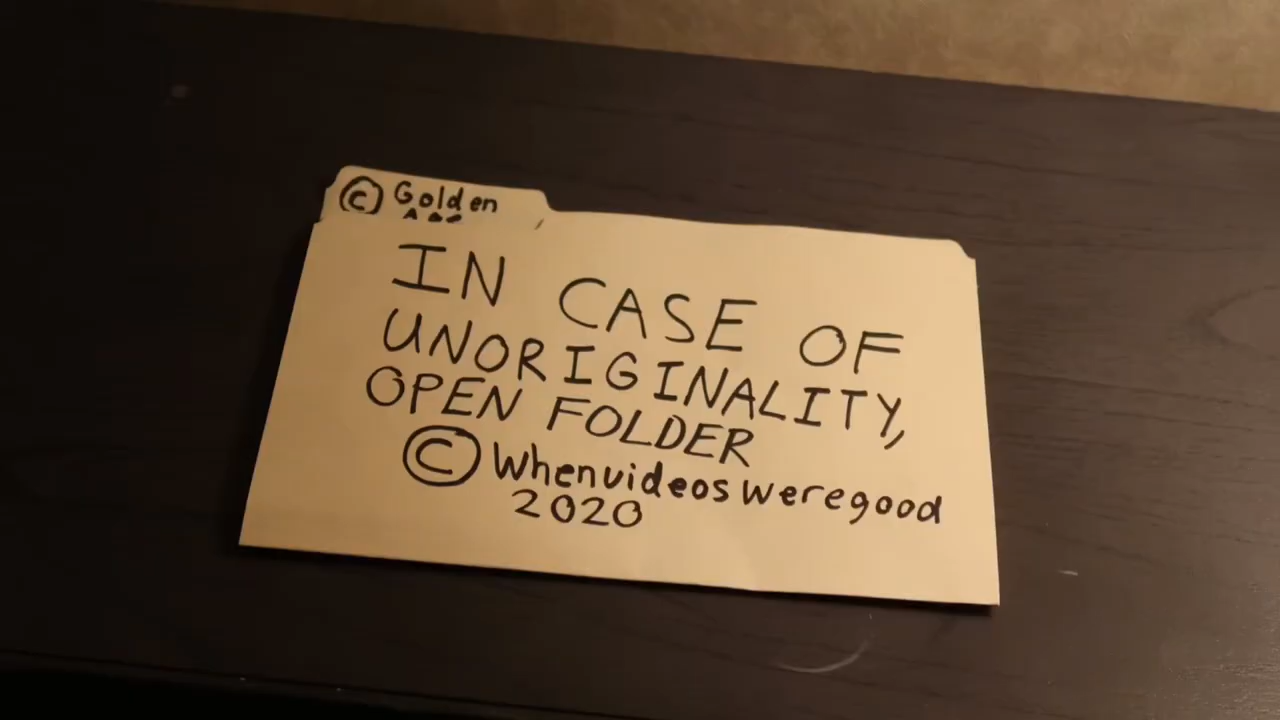 © Golden
IN CASE OF
UNORIGINALITY,
OPEN FOLDER
© Whenvideosweregood
2020